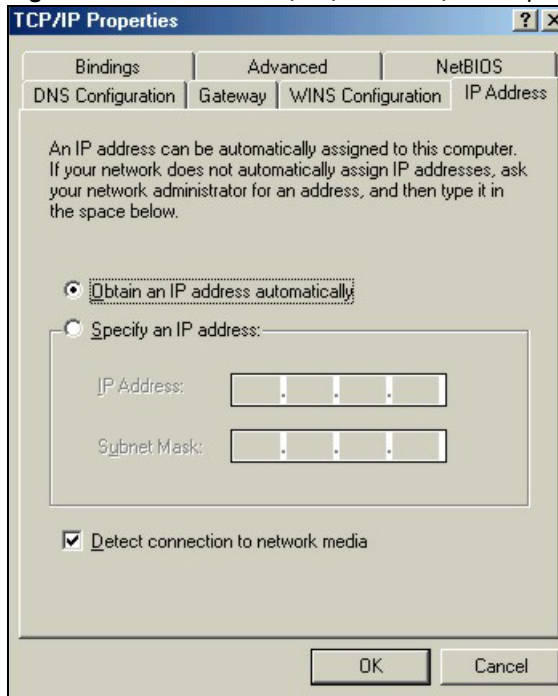 TCP/IP Properties
Bindings Advanced NetBIOS
DNS Configuration Gateway WINS Configuration IP Address
An IP address can be automatically assigned to this computer.
If your network does not automatically assign IP addresses, ask
your network administrator for an address, and then type it in
the space below.
Obtain an IP address automatically
Specify an IP address:
IP Address:
. . .
Subnet Mask:
. . .
Detect connection to network media
OK Cancel